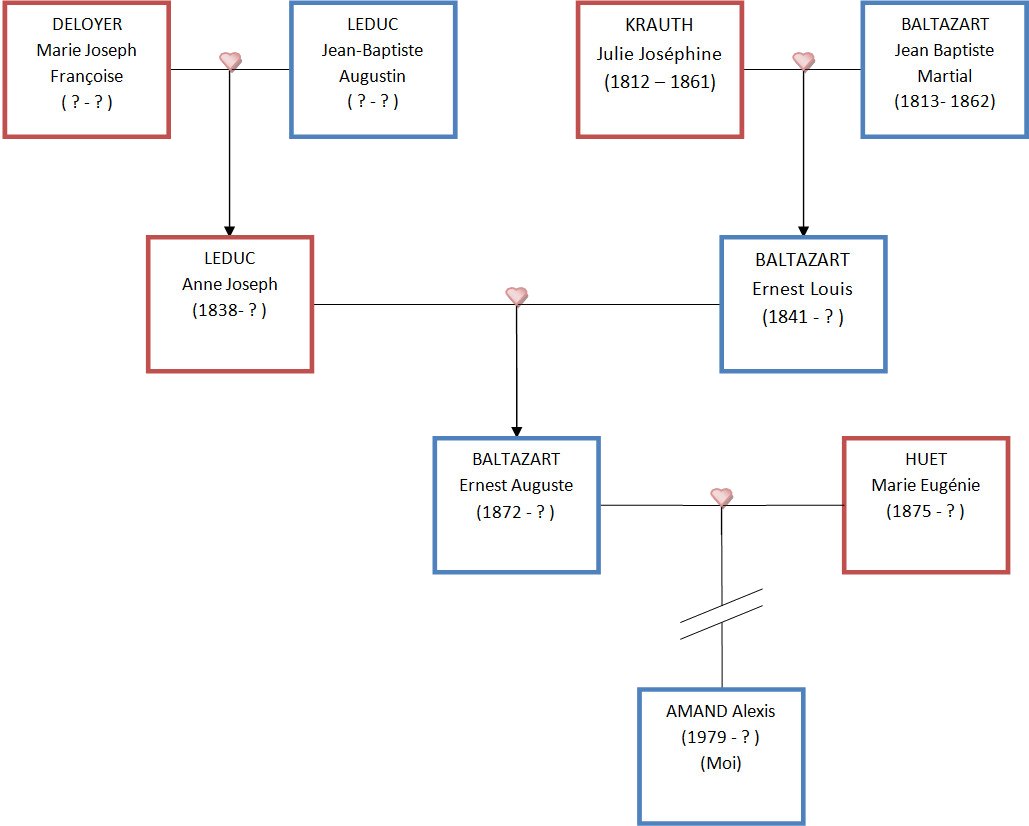 DELOYER
Marie Joseph
Françoise
( ? - ? )
LEDUC
Jean-Baptiste
Augustin
( ? - ? )
KRAUTH
Julie Joséphine
(1812 – 1861)
BALTAZART
Jean Baptiste
Martial
(1813- 1862)
LEDUC
Anne Joseph
(1838- ? )
BALTAZART
Ernest Louis
(1841 - ? )
BALTAZART
Ernest Auguste
(1872 - ? )
HUET
Marie Eugénie
(1875 - ? )
AMAND Alexis
(1979 - ? )
(Moi)